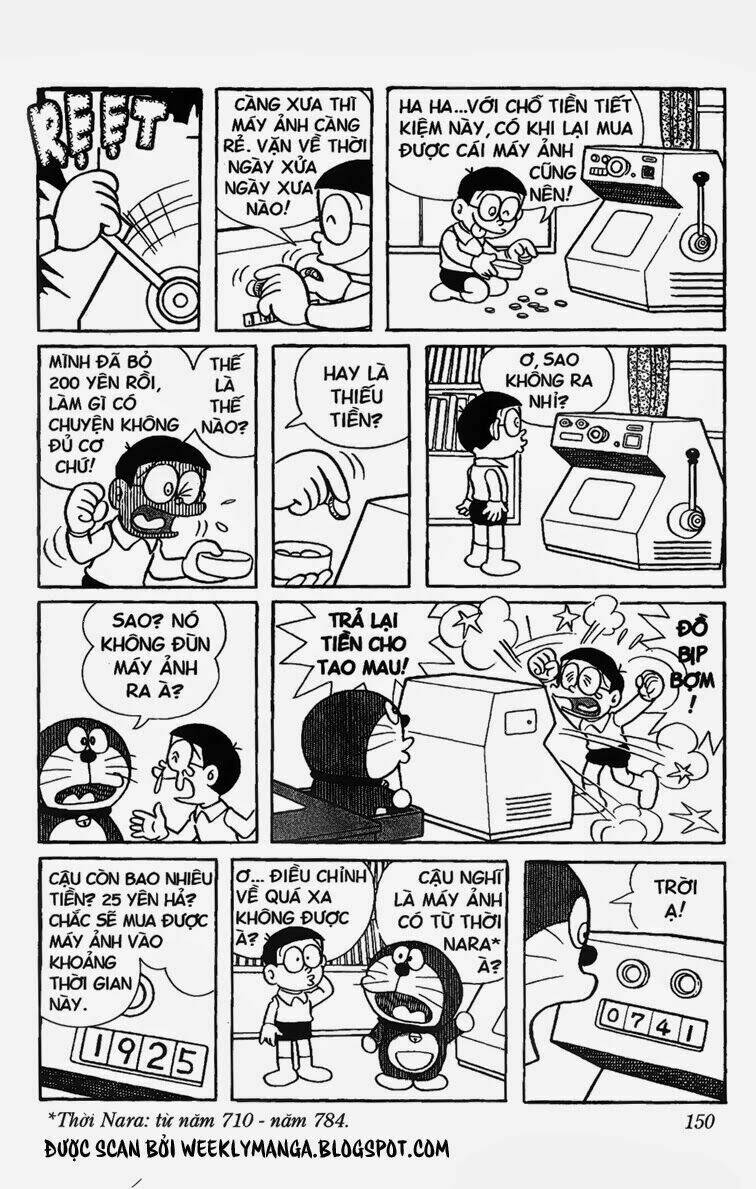 HA HA...VỚI CHỖ TIỀN TIẾT
KIỆM NÀY, CÓ KHI LẠI MUA
ĐƯỢC CÁI MÁY ẢNH
CŨNG
NÊN!
CÀNG XƯA THÌ
MÁY ẢNH CÀNG
RẺ. VẶN VỀ THỜI
NGÀY XỬA
NGÀY XƯA
NÀO!
RẸẸT
Ơ, SAO
KHÔNG RA
NHỈ?
HAY LÀ
THIẾU
TIỀN?
THẾ
LÀ
THẾ
NÀO?
MÌNH ĐÃ BỎ
200 YÊN RỒI,
LÀM GÌ CÓ
CHUYỆN KHÔNG
ĐỦ CƠ
CHỨ!
ĐỒ
BỊP
BỢM
!
TRẢ LẠI
TIỀN CHO
TAO MAU!
SAO? NÓ
KHÔNG ĐÙN
MÁY ẢNH
RA À?
TRỜI
Ạ!
0741
CẬU NGHĨ
LÀ MÁY ẢNH
CÓ TỪ THỜI
NARA*
À?
Ơ... ĐIỀU CHỈNH
VỀ QUÁ XA
KHÔNG ĐƯỢC
À?
CẬU CÒN BAO NHIÊU
TIỀN? 25 YÊN HẢ?
CHẮC SẼ MUA ĐƯỢC
MÁY ẢNH VÀO
KHOẢNG
THỜI GIAN
NÀY.
1925
*Thời Nara: từ năm 710 - năm 784.
150
ĐƯỢC SCAN BỞI WEEKLYMANGA.BLOGSPOT.COM